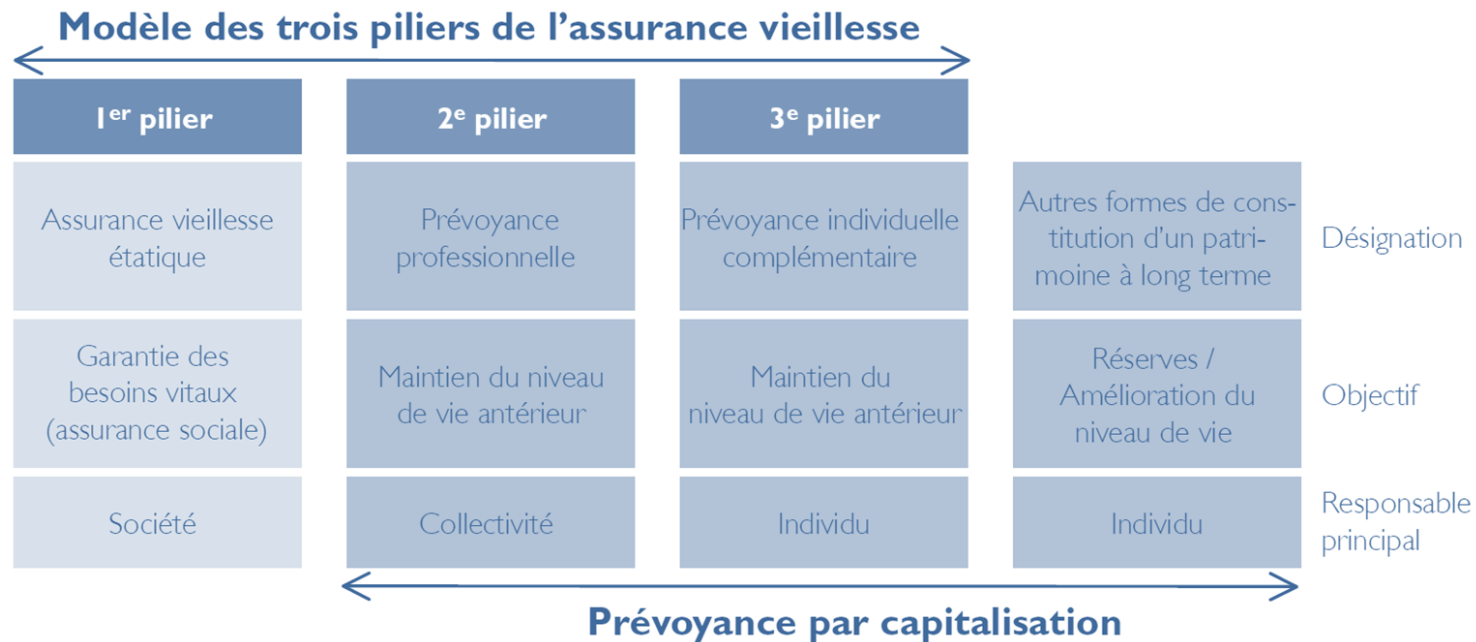 Modèle des trois piliers de l'assurance vieillesse
1er pilier
2e pilier
3e pilier
Assurance vieillesse
étatique
Prévoyance
professionnelle
Prévoyance individuelle
complémentaire
Autres formes de cons-
titution d'un patri-
moine à long terme
Désignation
Garantie des
besoins vitaux
(assurance sociale)
Maintien du niveau
de vie antérieur
Maintien du
niveau de vie antérieur
Réserves /
Amélioration du
niveau de vie
Objectif
Société
Collectivité
Individu
Individu
Responsable
principal
Prévoyance par capitalisation